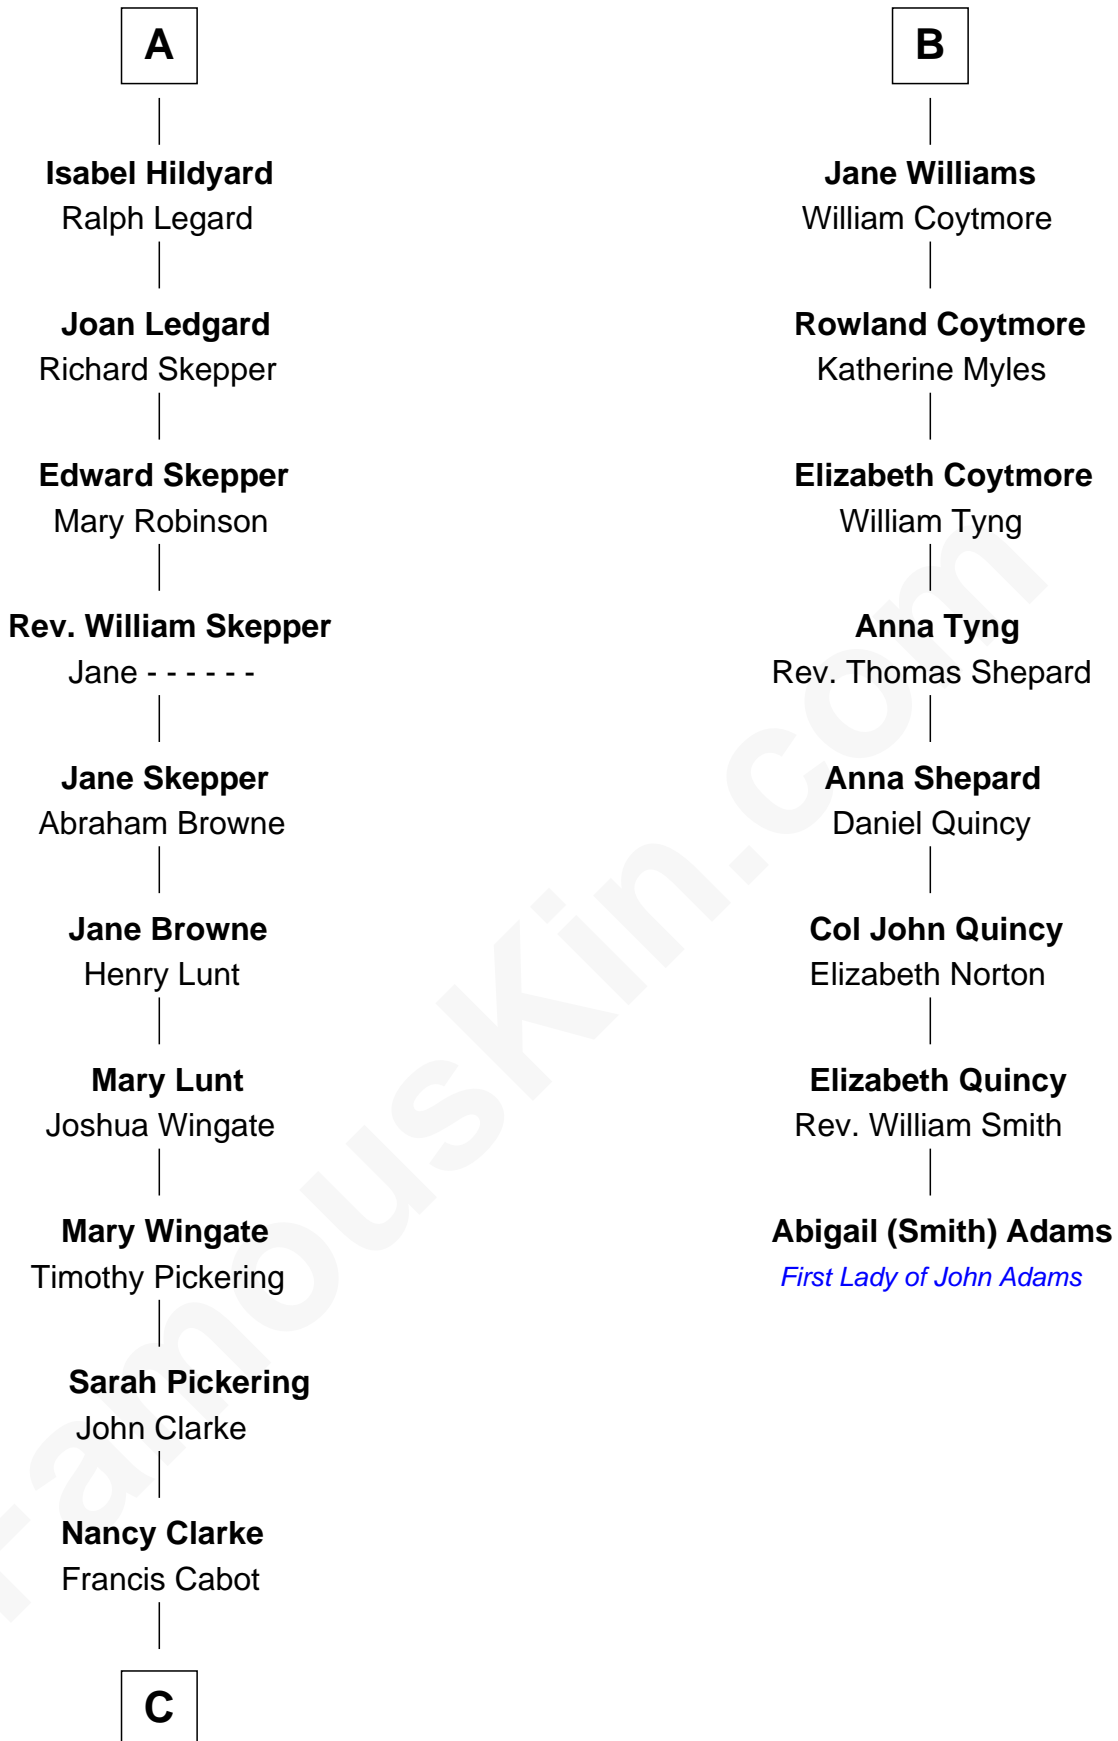 A
Isabel Hildyard
Ralph Legard
Joan Ledgard
Richard Skepper
Edward Skepper
Mary Robinson
Rev. William Skepper
Jane - - - - - -
Jane Skepper
Abraham Browne
Jane Browne
Henry Lunt
Mary Lunt
Joshua Wingate
Mary Wingate
Timothy Pickering
Sarah Pickering
John Clarke
Nancy Clarke
Francis Cabot
C
B
Jane Williams
William Coytmore
Rowland Coytmore
Katherine Myles
Elizabeth Coytmore
William Tyng
Anna Tyng
Rev. Thomas Shepard
Anna Shepard
Daniel Quincy
Col John Quincy
Elizabeth Norton
Elizabeth Quincy
Rev. William Smith
Abigail (Smith) Adams
First Lady of John Adams
FamousKin.com